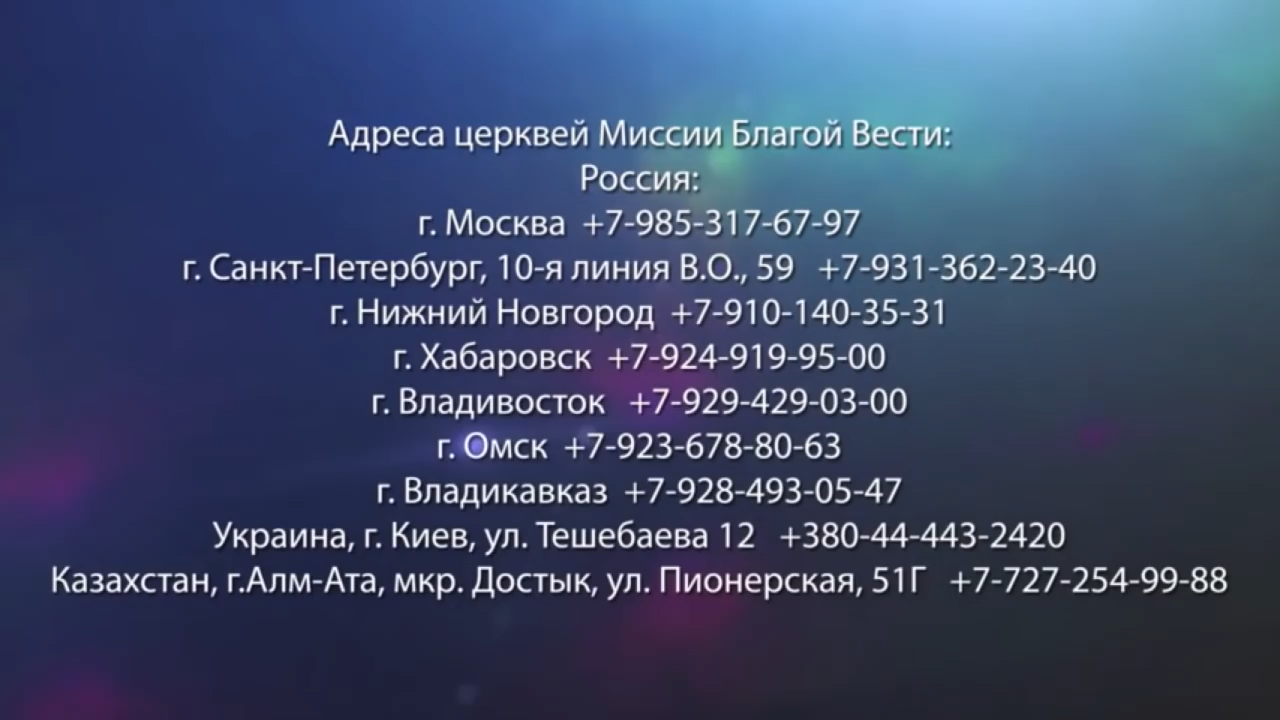 Адреса церквей Миссии Благой Вести:
Россия:
г. Москва +7-985-317-67-97
г. Санкт-Петербург, 10-я линия В.О., 59 +7-931-362-23-40
г. Нижний Новгород +7-910-140-35-31
г. Хабаровск +7-924-919-95-00
г. Владивосток +7-929-429-03-00
г. Омск +7-923-678-80-63
г. Владикавказ +7-928-493-05-47
Украина, г. Киев, ул. Тешебаева 12 +380-44-443-2420
Казахстан, г.Алм-Ата, мкр. Достык, ул. Пионерская, 51Г +7-727-254-99-88